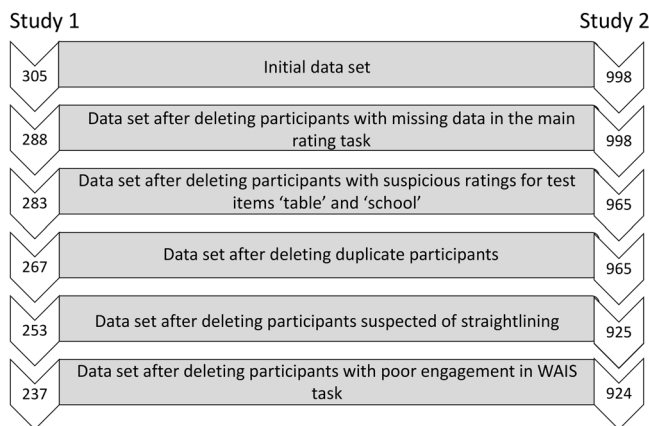 Study 1
Study 2
305
Initial data set
998
288
Data set after deleting participants with missing data in the main
rating task
998
283
Data set after deleting participants with suspicious ratings for test
items ‘table’ and ‘school’
965
267
Data set after deleting duplicate participants
965
253
Data set after deleting participants suspected of straightlining
925
237
Data set after deleting participants with poor engagement in WAIS
task
924